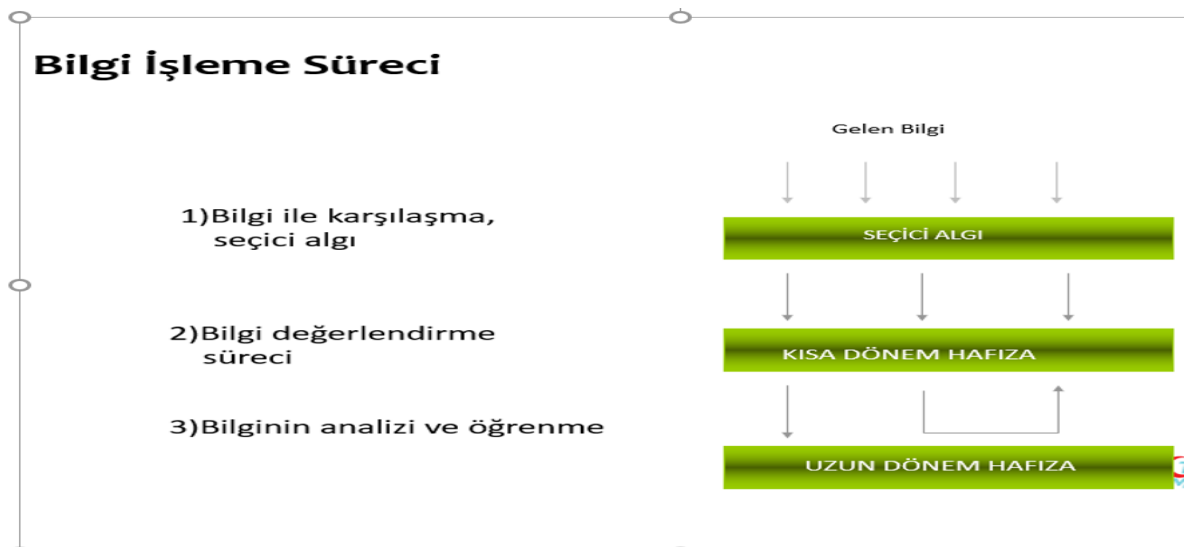 Bilgi İşleme Süreci
Gelen Bilgi
1)Bilgi ile karşılaşma,
seçici algı
SEÇİCİ ALGI
2)Bilgi değerlendirme
süreci
KISA DÖNEM HAFIZA
3)Bilginin analizi ve öğrenme
UZUN DÖNEM HAFIZA